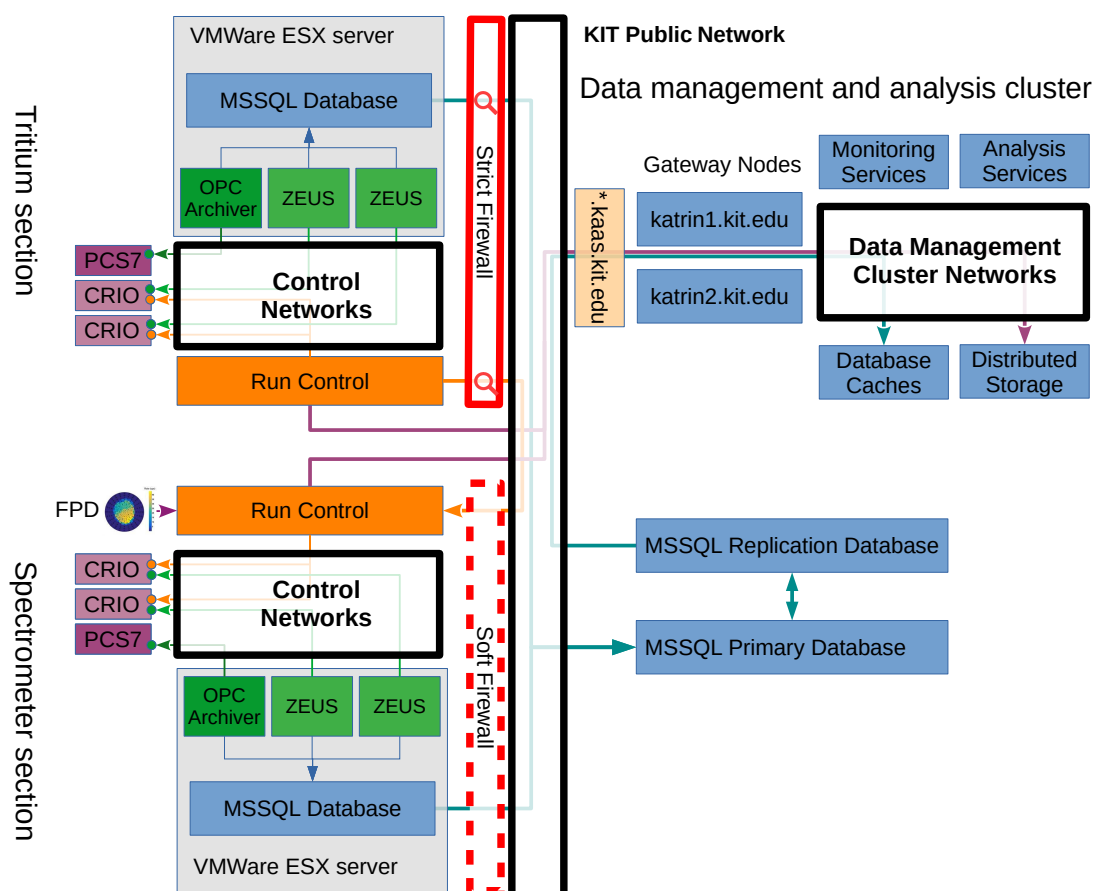 VMWare ESX server
MSSQL Database
OPC
Archiver
ZEUS
ZEUS
Tritium section
PCS7
CRIO
CRIO
Control
Networks
Run Control
Strict Firewall
KIT Public Network
Data management and analysis cluster
Gateway Nodes
Monitoring
Services
Analysis
Services
*.kaas.kit.edu
katrin1.kit.edu
katrin2.kit.edu
Data Management
Cluster Networks
Database
Caches
Distributed
Storage
FPD
Run Control
Spectrometer section
CRIO
CRIO
PCS7
Control
Networks
Soft Firewall
OPC
Archiver
ZEUS
ZEUS
MSSQL Database
VMWare ESX server
MSSQL Replication Database
MSSQL Primary Database